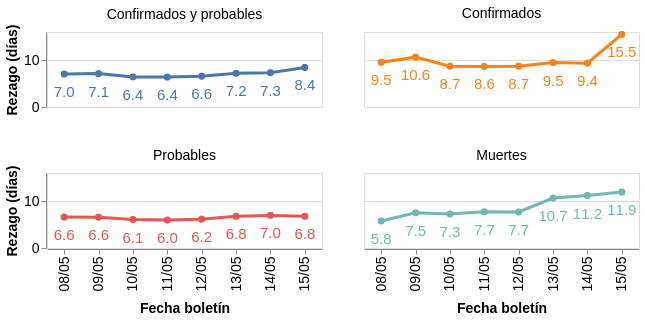 Confirmados y probables
Rezago (días)
10
0
7.0 7.1 6.4 6.4 6.6 7.2 7.3 8.4
Confirmados
9.5 10.6 8.7 8.6 8.7 9.5 9.4 15.5
Probables
Rezago (días)
10
0
6.6 6.6 6.1 6.0 6.2 6.8 7.0 6.8
08/05 09/05 10/05 11/05 12/05 13/05 14/05 15/05
Fecha boletín
Muertes
5.8 7.5 7.3 7.7 7.7 10.7 11.2 11.9
08/05 09/05 10/05 11/05 12/05 13/05 14/05 15/05
Fecha boletín